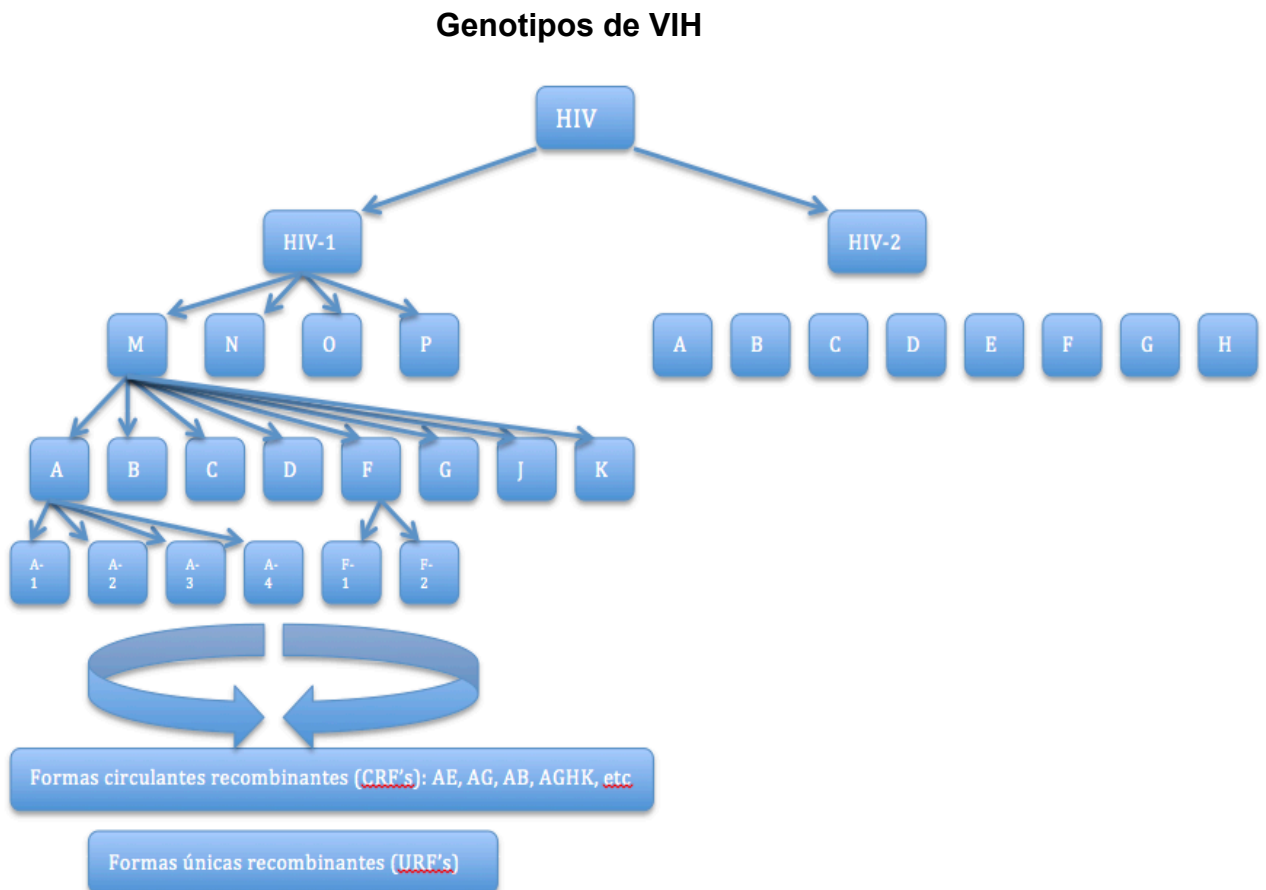 Genotipos de VIH
HIV
HIV-1
HIV-2
M
N
O
P
A
B
C
D
E
F
G
H
A
B
C
D
F
G
J
K
A-
1
A-
2
A-
3
A-
4
F-
1
F-
2
Formas circulantes recombinantes (CRF's): AE, AG, AB, AGHK, etc
Formas únicas recombinantes (URF's)